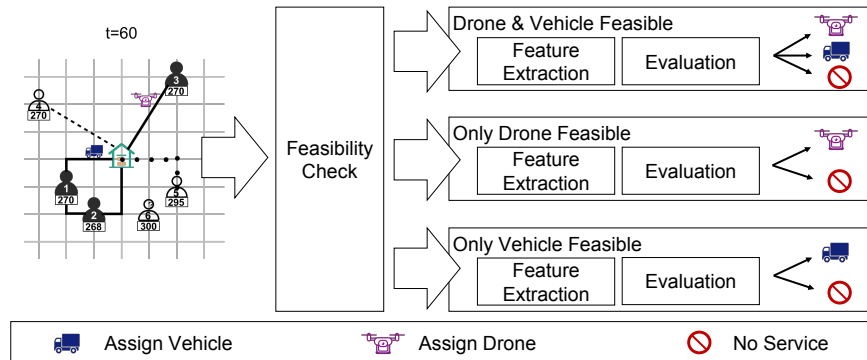 t=60
3
270
4
270
1
270
2
268
5
295
6
300
Feasibility
Check
Drone & Vehicle Feasible
Feature
Extraction
Evaluation
Only Drone Feasible
Feature
Extraction
Evaluation
Only Vehicle Feasible
Feature
Extraction
Evaluation
Assign Vehicle
Assign Drone
No Service